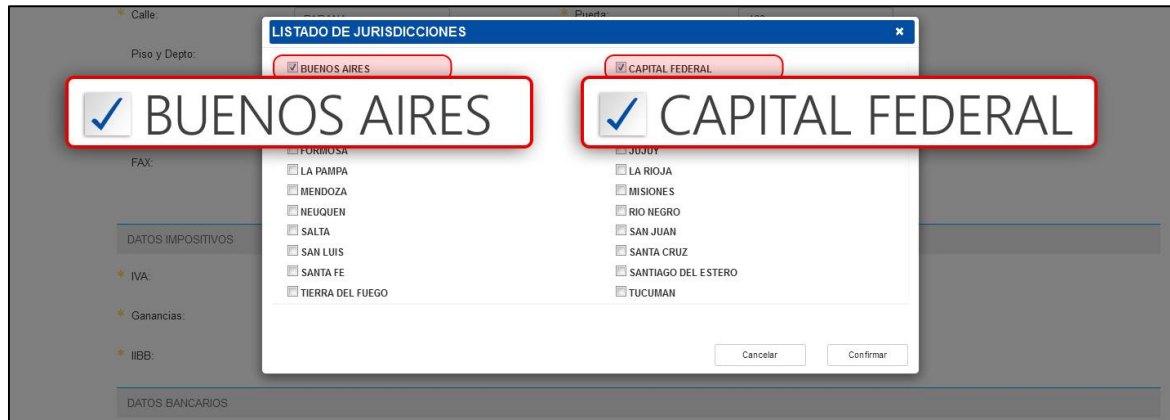 * Calle:
* Puerta:
LISTADO DE JURISDICCIONES
Piso y Depto:
BUENOS AIRES
CAPITAL FEDERAL
BUENOS AIRES
CAPITAL FEDERAL
FORMOSA
JUJUY
FAX:
LA PAMPA
LA RIOJA
MENDOZA
MISIONES
NEUQUEN
RIO NEGRO
SALTA
SAN JUAN
DATOS IMPOSITIVOS
SAN LUIS
SANTA CRUZ
* IVA:
SANTA FE
SANTIAGO DEL ESTERO
TIERRA DEL FUEGO
TUCUMAN
* Ganancias:
* IIBB:
Cancelar
Confirmar
DATOS BANCARIOS